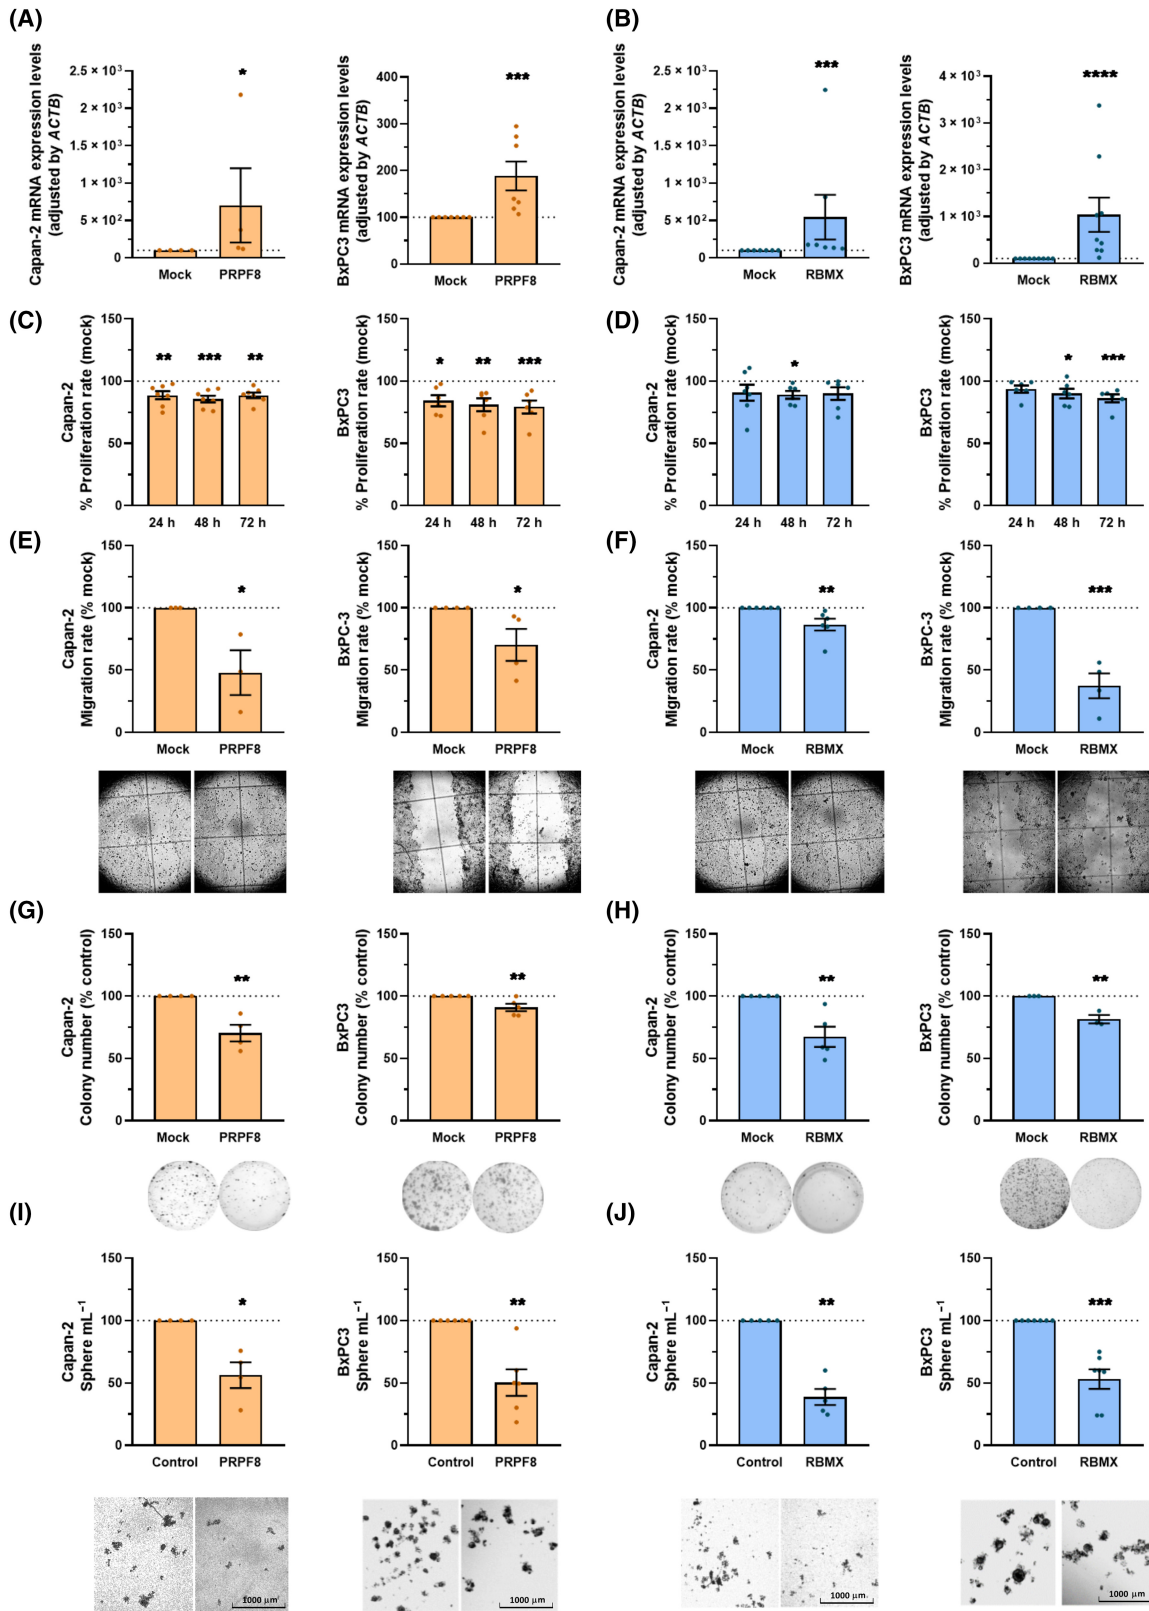 (A)
Capan-2 mRNA expression levels
(adjusted by ACTB)
2.5 × 10³
2 × 10³
1.5 × 10³
1 × 10³
5 × 10²
0
*
Mock
PRPF8
BxPC3 mRNA expression levels
(adjusted by ACTB)
400
300
200
100
0
***
Mock
PRPF8
(B)
Capan-2 mRNA expression levels
(adjusted by ACTB)
2.5 × 10³
2 × 10³
1.5 × 10³
1 × 10³
5 × 10²
0
***
Mock
RBMX
BxPC3 mRNA expression levels
(adjusted by ACTB)
4 × 10³
3 × 10³
2 × 10³
1 × 10³
0
****
Mock
RBMX
(C)
Capan-2
% Proliferation rate (mock)
150
100
50
0
**
***
**
24 h
48 h
72 h
BxPC3
% Proliferation rate (mock)
150
100
50
0
*
**
***
24 h
48 h
72 h
(D)
Capan-2
% Proliferation rate (mock)
150
100
50
0
*
24 h
48 h
72 h
BxPC3
% Proliferation rate (mock)
150
100
50
0
*
***
24 h
48 h
72 h
(E)
Capan-2
Migration rate (% mock)
150
100
50
0
*
Mock
PRPF8
BxPC-3
Migration rate (% mock)
150
100
50
0
*
Mock
PRPF8
(F)
Capan-2
Migration rate (% mock)
150
100
50
0
**
Mock
RBMX
BxPC-3
Migration rate (% mock)
150
100
50
0
***
Mock
RBMX
(G)
Capan-2
Colony number (% control)
150
100
50
0
**
Mock
PRPF8
BxPC3
Colony number (% control)
150
100
50
0
**
Mock
PRPF8
(H)
Capan-2
Colony number (% control)
150
100
50
0
**
Mock
RBMX
BxPC3
Colony number (% control)
150
100
50
0
**
Mock
RBMX
(I)
Capan-2
Sphere mL⁻¹
150
100
50
0
*
Control
PRPF8
1000 µm
BxPC3
Sphere mL⁻¹
150
100
50
0
**
Control
PRPF8
1000 µm
(J)
Capan-2
Sphere mL⁻¹
150
100
50
0
**
Control
RBMX
1000 µm
BxPC3
Sphere mL⁻¹
150
100
50
0
***
Control
RBMX
1000 µm